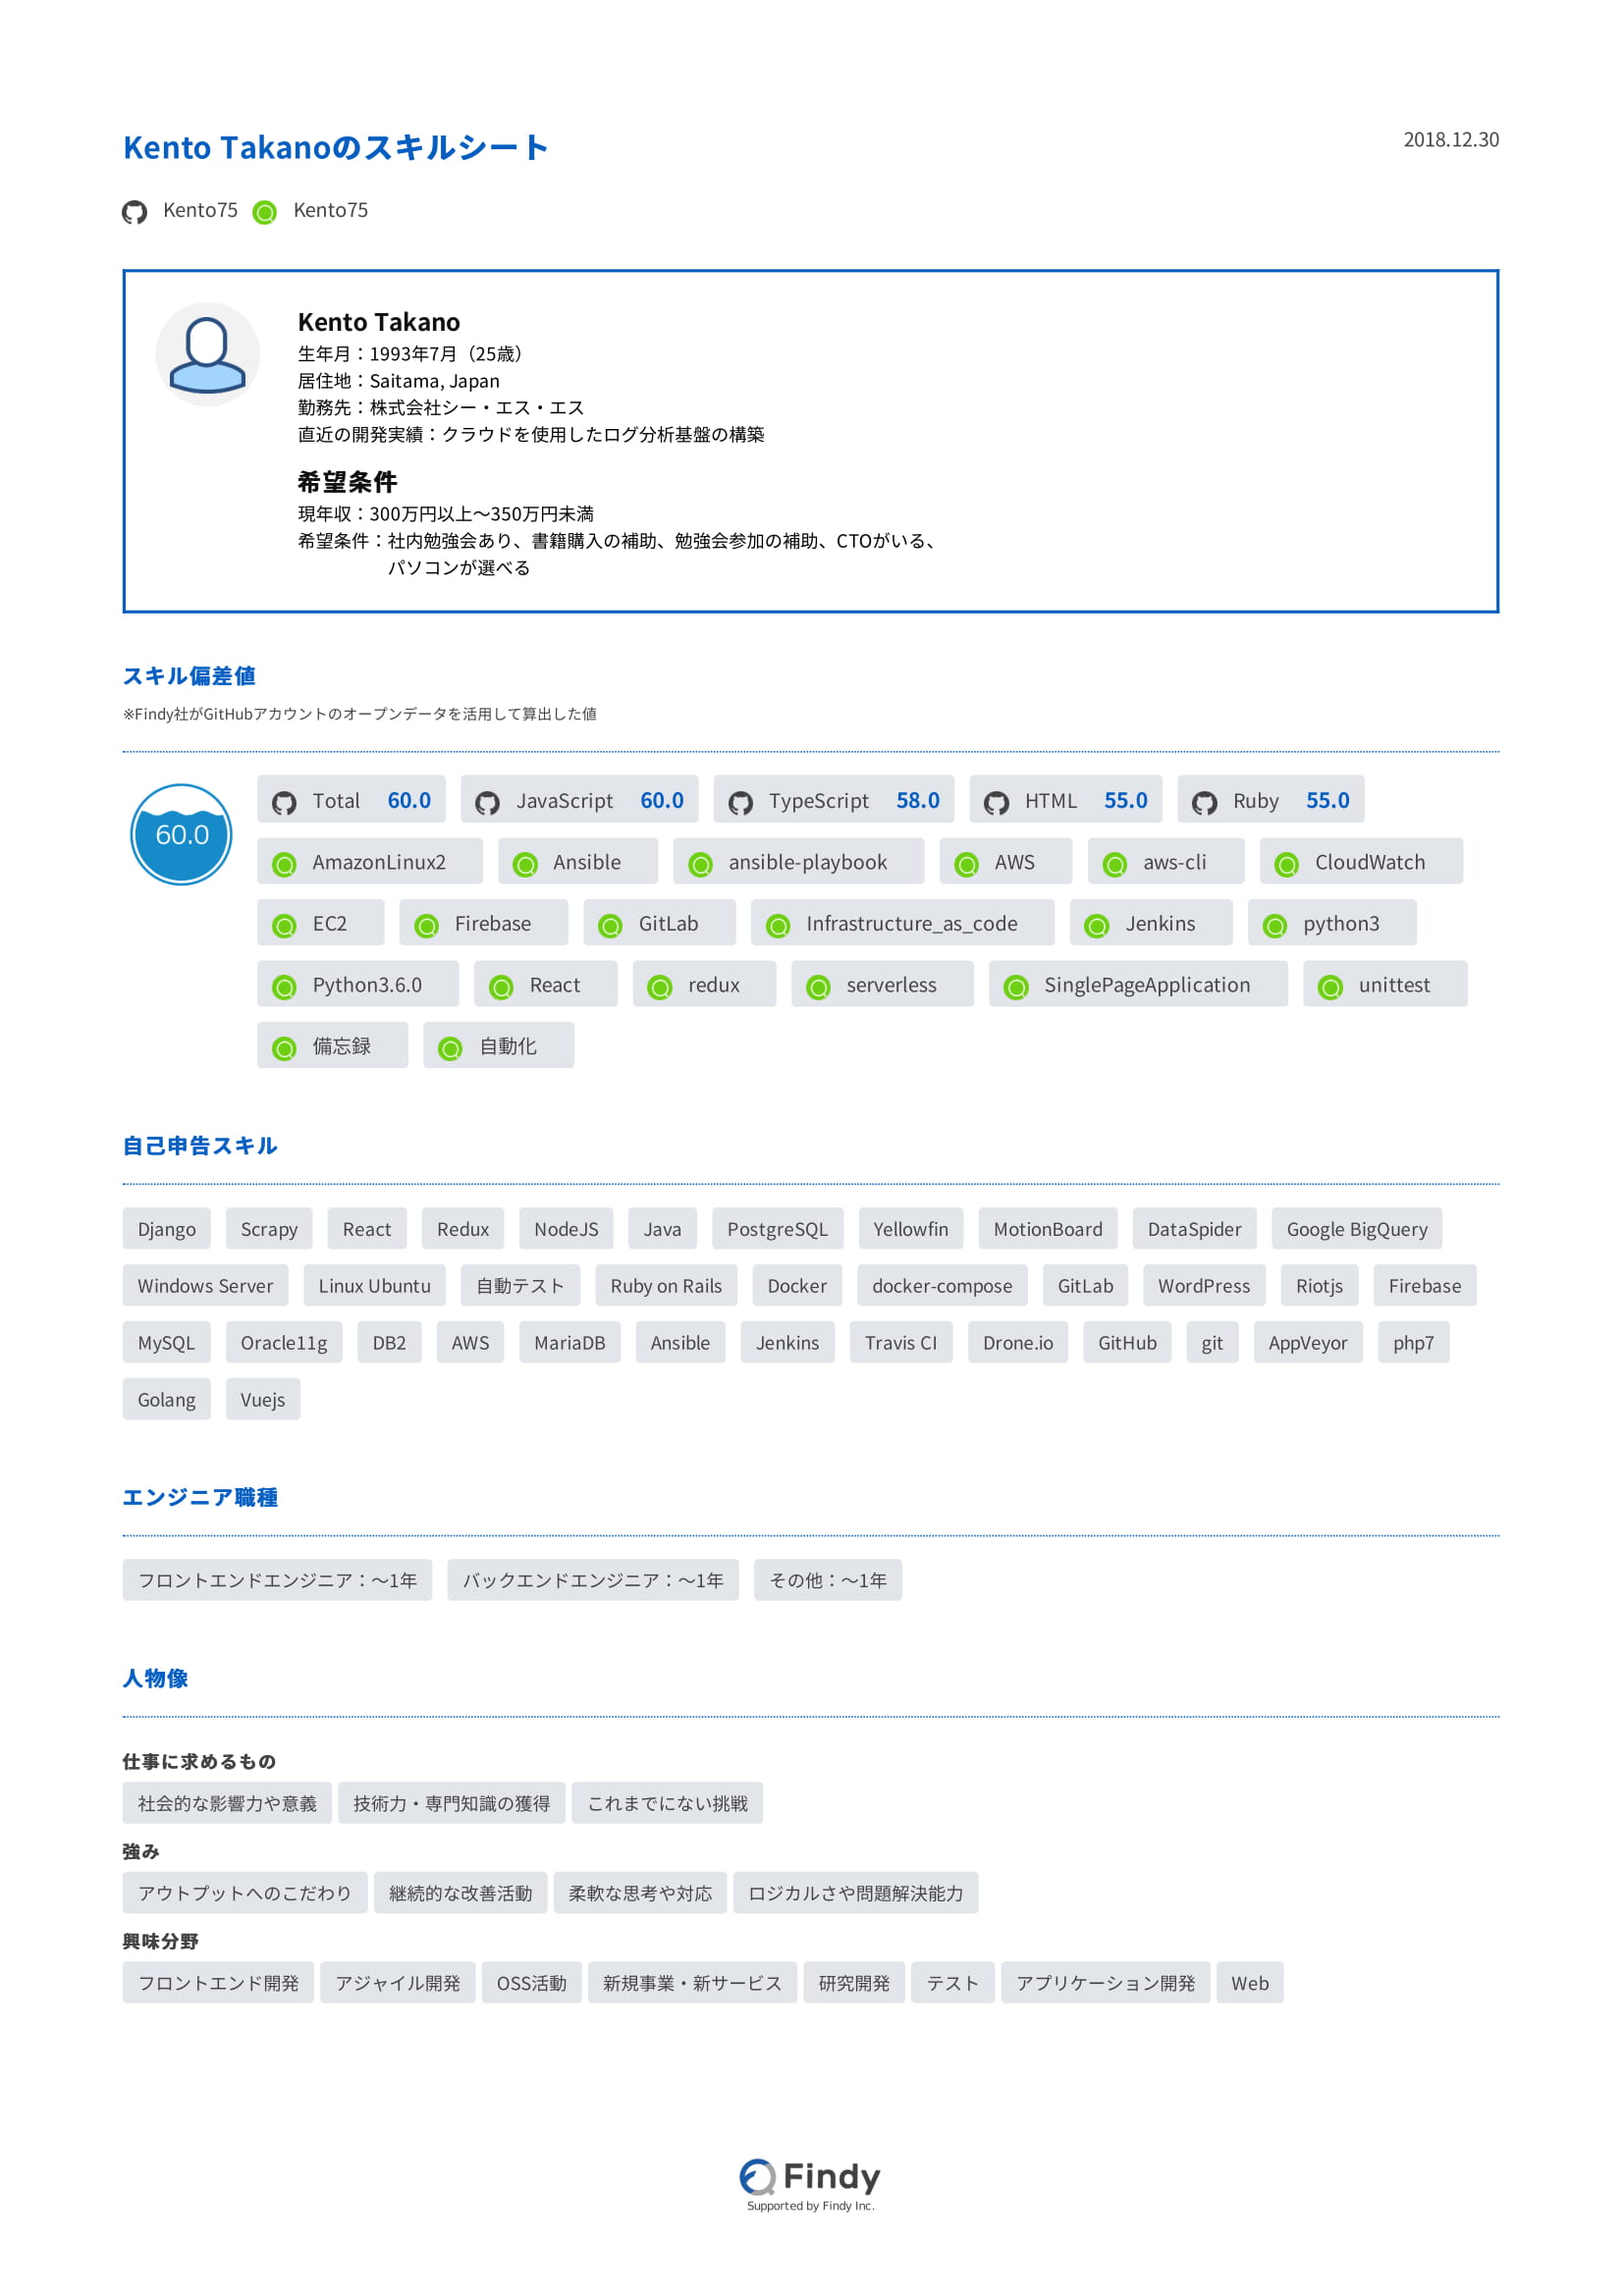 Kento Takanoのスキルシート
2018.12.30
Kento75 Kento75
Kento Takano
生年月：1993年7月（25歳）
居住地：Saitama, Japan
勤務先：株式会社シー・エス・エス
直近の開発実績：クラウドを使用したログ分析基盤の構築
希望条件
現年収：300万円以上〜350万円未満
希望条件：社内勉強会あり、書籍購入の補助、勉強会参加の補助、CTOがいる、
パソコンが選べる
スキル偏差値
※Findy社がGitHubアカウントのオープンデータを活用して算出した値
60.0
Total 60.0 JavaScript 60.0 TypeScript 58.0 HTML 55.0 Ruby 55.0
AmazonLinux2 Ansible ansible-playbook AWS aws-cli CloudWatch
EC2 Firebase GitLab Infrastructure_as_code Jenkins python3
Python3.6.0 React redux serverless SinglePageApplication unittest
備忘録 自動化
自己申告スキル
Django Scrapy React Redux NodeJS Java PostgreSQL Yellowfin MotionBoard DataSpider Google BigQuery
Windows Server Linux Ubuntu 自動テスト Ruby on Rails Docker docker-compose GitLab WordPress Riotjs Firebase
MySQL Oracle11g DB2 AWS MariaDB Ansible Jenkins Travis CI Drone.io GitHub git AppVeyor php7
Golang Vuejs
エンジニア職種
フロントエンドエンジニア：〜1年 バックエンドエンジニア：〜1年 その他：〜1年
人物像
仕事に求めるもの
社会的な影響力や意義 技術力・専門知識の獲得 これまでにない挑戦
強み
アウトプットへのこだわり 継続的な改善活動 柔軟な思考や対応 ロジカルさや問題解決能力
興味分野
フロントエンド開発 アジャイル開発 OSS活動 新規事業・新サービス 研究開発 テスト アプリケーション開発 Web
Findy
Supported by Findy Inc.